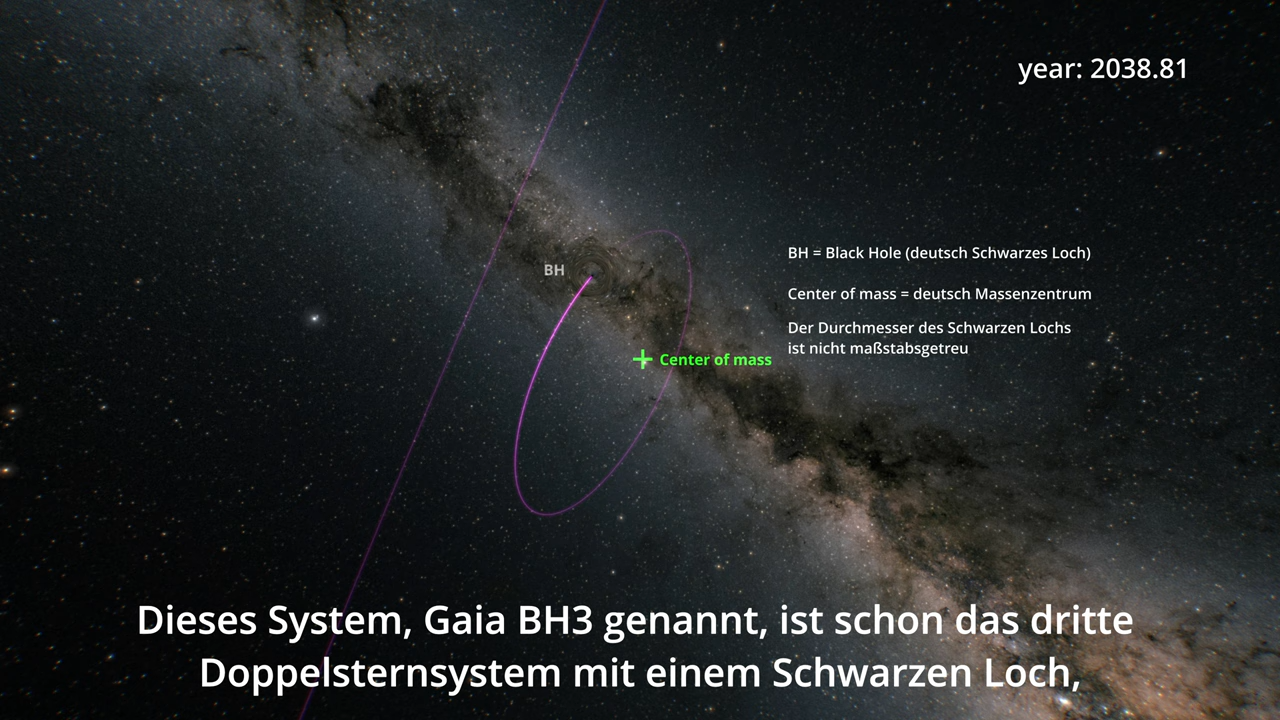 year: 2038.81
BH = Black Hole (deutsch Schwarzes Loch)
BH
Center of mass = deutsch Massenzentrum
Der Durchmesser des Schwarzen Lochs
ist nicht maßstabsgetreu
+ Center of mass
Dieses System, Gaia BH3 genannt, ist schon das dritte
Doppelsternsystem mit einem Schwarzen Loch,